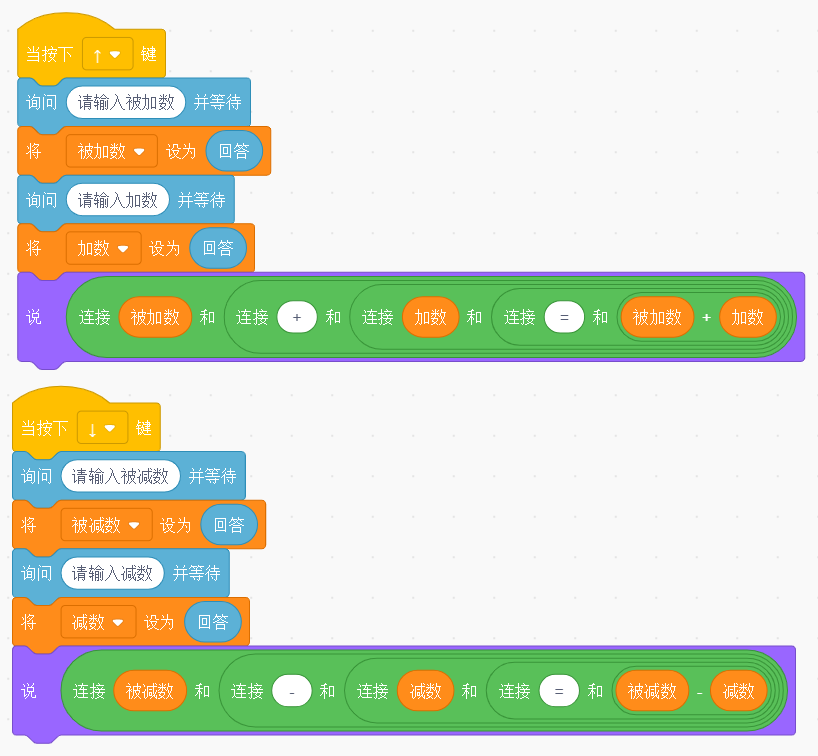 当按下 ↑ 键
询问 请输入被加数 并等待
将 被加数 设为 回答
询问 请输入加数 并等待
将 加数 设为 回答
说 连接 被加数 和 连接 + 和 连接 加数 和 连接 = 和 被加数 + 加数
当按下 ↓ 键
询问 请输入被减数 并等待
将 被减数 设为 回答
询问 请输入减数 并等待
将 减数 设为 回答
说 连接 被减数 和 连接 - 和 连接 减数 和 连接 = 和 被减数 - 减数